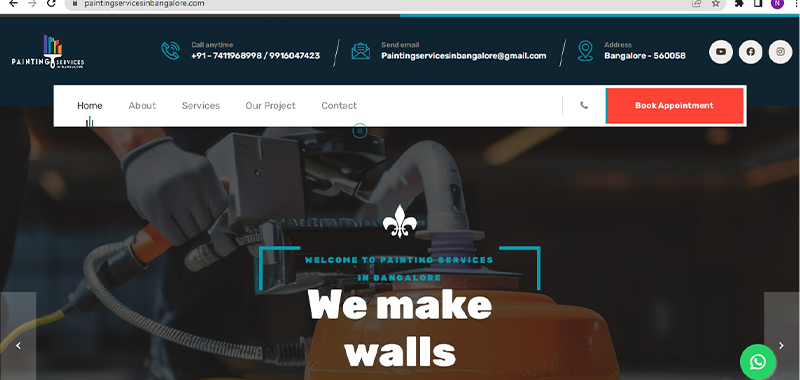 paintingservicesinbangalore.com
N
PAINTING SERVICES
IN BANGALORE
Call anytime
+91 - 7411968998 / 9916047423
Send email
Paintingservicesinbangalore@gmail.com
Address
Bangalore - 560058
Home
About
Services
Our Project
Contact
Book Appointment
WELCOME TO PAINTING SERVICES
IN BANGALORE
We make
walls